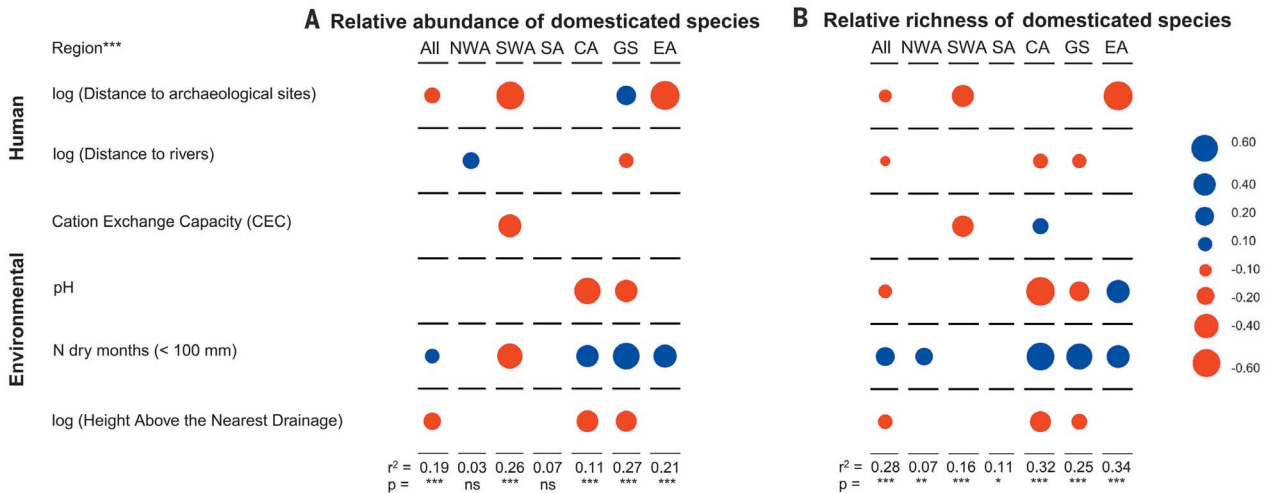 A Relative abundance of domesticated species
B Relative richness of domesticated species
Region***
All NWA SWA SA CA GS EA
All NWA SWA SA CA GS EA
Human
log (Distance to archaeological sites)
log (Distance to rivers)
Environmental
Cation Exchange Capacity (CEC)
pH
N dry months (< 100 mm)
log (Height Above the Nearest Drainage)
r² = 0.19 0.03 0.26 0.07 0.11 0.27 0.21
p = *** ns *** ns *** *** ***
r² = 0.28 0.07 0.16 0.11 0.32 0.25 0.34
p = *** ** *** * *** *** ***
0.60
0.40
0.20
0.10
-0.10
-0.20
-0.40
-0.60